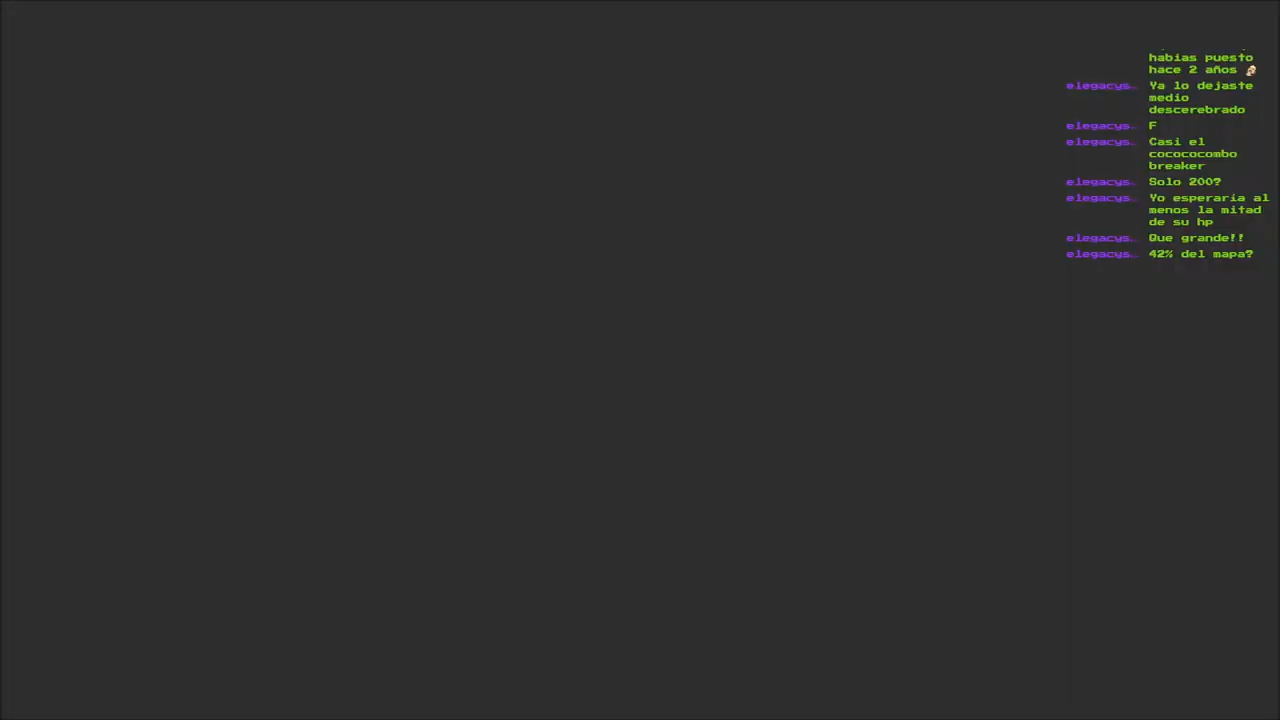 habias puesto
hace 2 años
elegacys… Ya lo dejaste
medio
descerebrado
elegacys… F
elegacys… Casi el
cocococombo
breaker
elegacys… Solo 200?
elegacys… Yo esperaría al
menos la mitad
de su hp
elegacys… Que grande!!
elegacys… 42% del mapa?